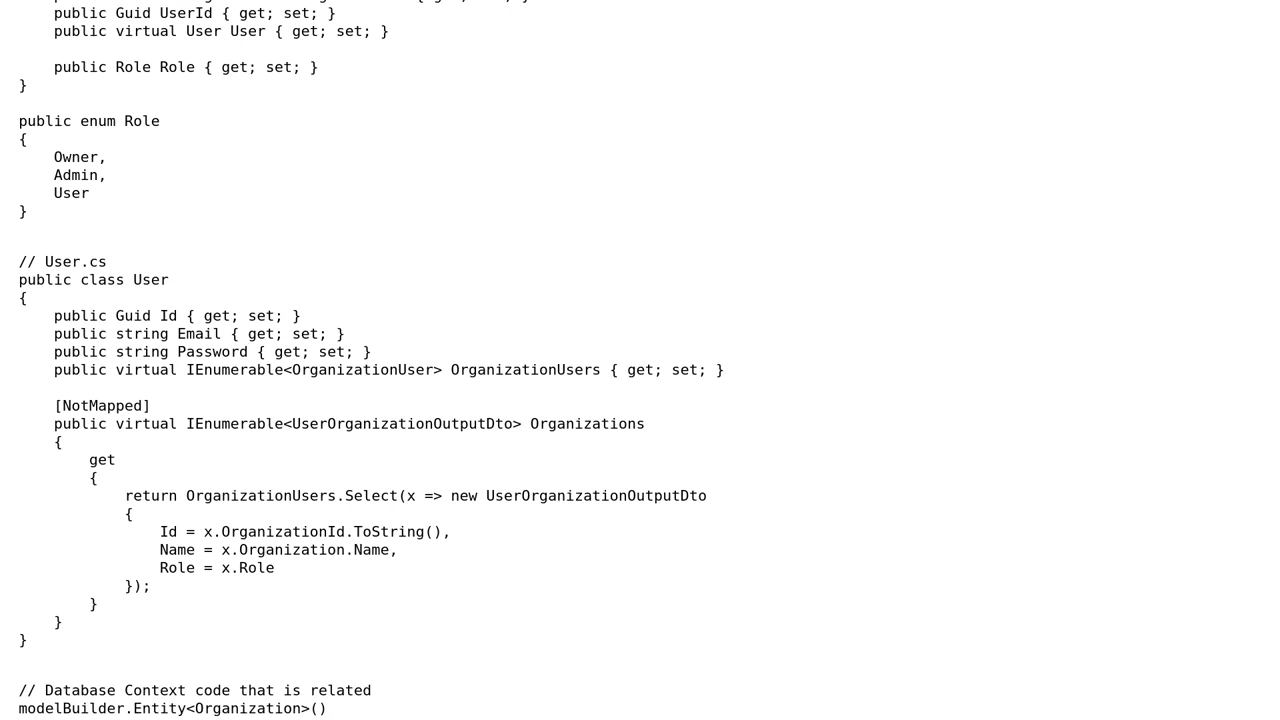 public Guid UserId { get; set; }
public virtual User User { get; set; }
public Role Role { get; set; }
}
public enum Role
{
Owner,
Admin,
User
}
// User.cs
public class User
{
public Guid Id { get; set; }
public string Email { get; set; }
public string Password { get; set; }
public virtual IEnumerable<OrganizationUser> OrganizationUsers { get; set; }
[NotMapped]
public virtual IEnumerable<UserOrganizationOutputDto> Organizations
{
get
{
return OrganizationUsers.Select(x => new UserOrganizationOutputDto
{
Id = x.OrganizationId.ToString(),
Name = x.Organization.Name,
Role = x.Role
});
}
}
}
// Database Context code that is related
modelBuilder.Entity<Organization>()